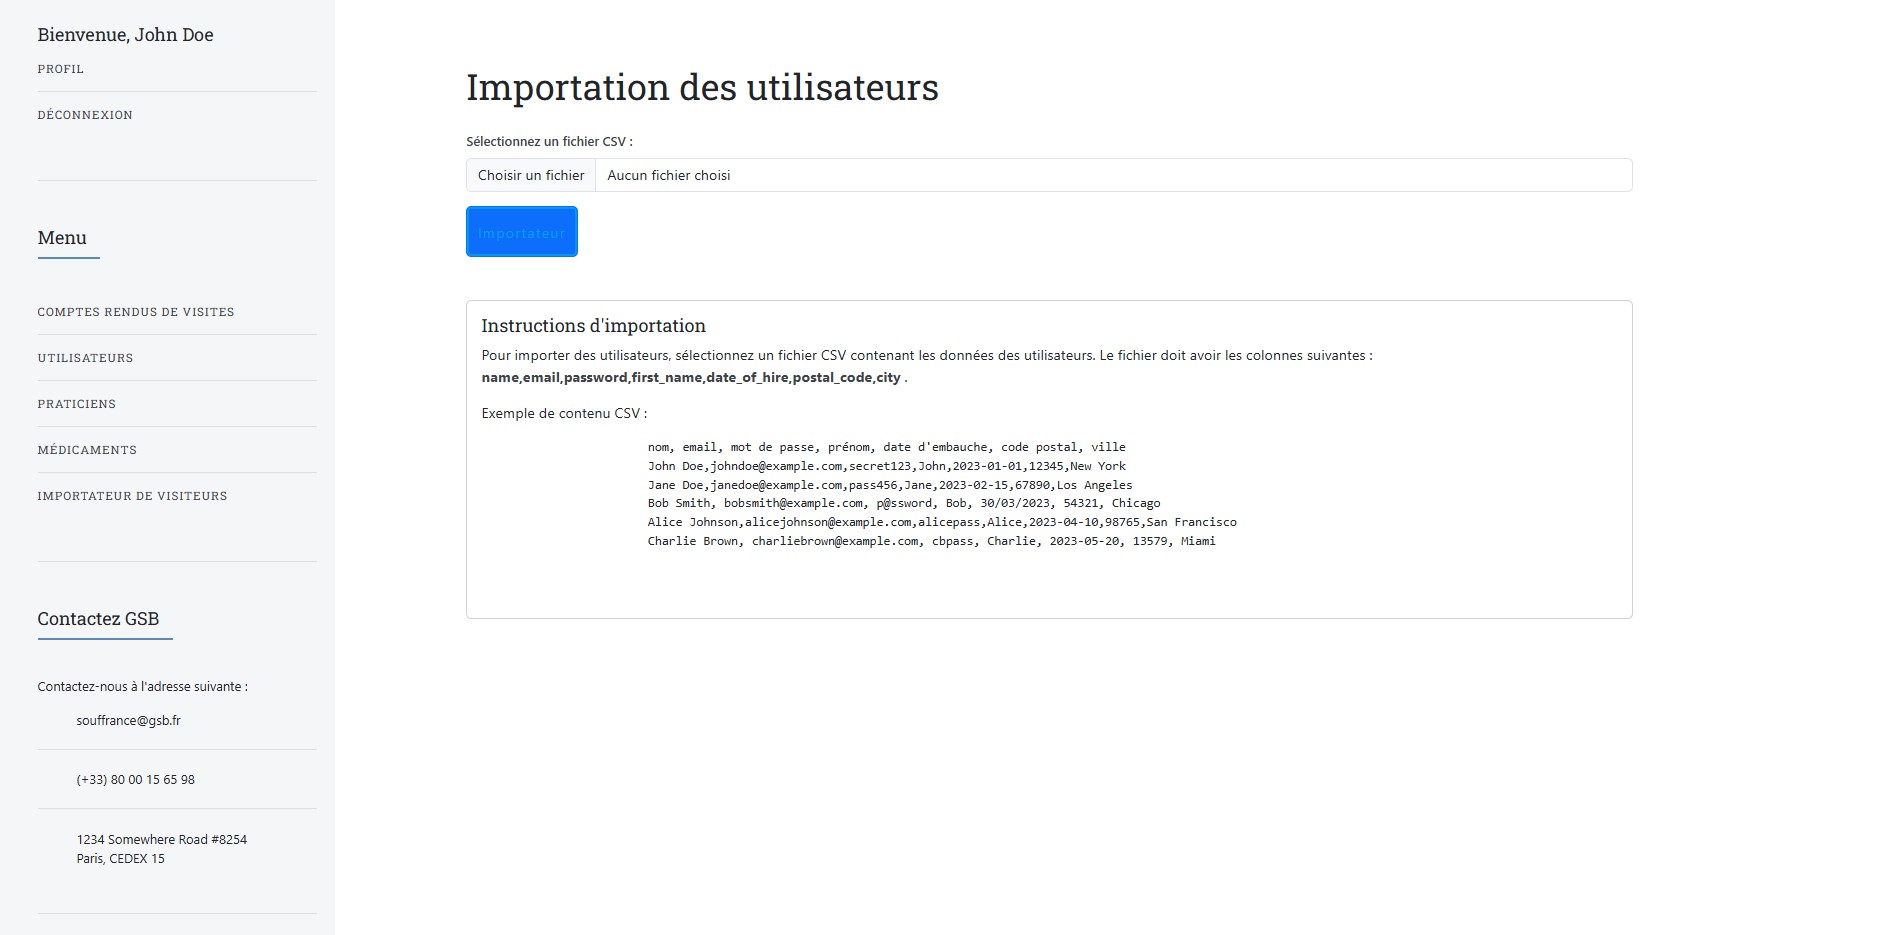 Bienvenue, John Doe
PROFIL
DÉCONNEXION
Menu
COMPTES RENDUS DE VISITES
UTILISATEURS
PRATICIENS
MÉDICAMENTS
IMPORTATEUR DE VISITEURS
Contactez GSB
Contactez-nous à l'adresse suivante :
souffrance@gsb.fr
(+33) 80 00 15 65 98
1234 Somewhere Road #8254
Paris, CEDEX 15
Importation des utilisateurs
Sélectionnez un fichier CSV :
Choisir un fichier Aucun fichier choisi
Importateur
Instructions d'importation
Pour importer des utilisateurs, sélectionnez un fichier CSV contenant les données des utilisateurs. Le fichier doit avoir les colonnes suivantes :
name,email,password,first_name,date_of_hire,postal_code,city .
Exemple de contenu CSV :
nom, email, mot de passe, prénom, date d'embauche, code postal, ville
John Doe,johndoe@example.com,secret123,John,2023-01-01,12345,New York
Jane Doe,janedoe@example.com,pass456,Jane,2023-02-15,67890,Los Angeles
Bob Smith, bobsmith@example.com, p@ssword, Bob, 30/03/2023, 54321, Chicago
Alice Johnson,alicejohnson@example.com,alicepass,Alice,2023-04-10,98765,San Francisco
Charlie Brown, charliebrown@example.com, cbpass, Charlie, 2023-05-20, 13579, Miami